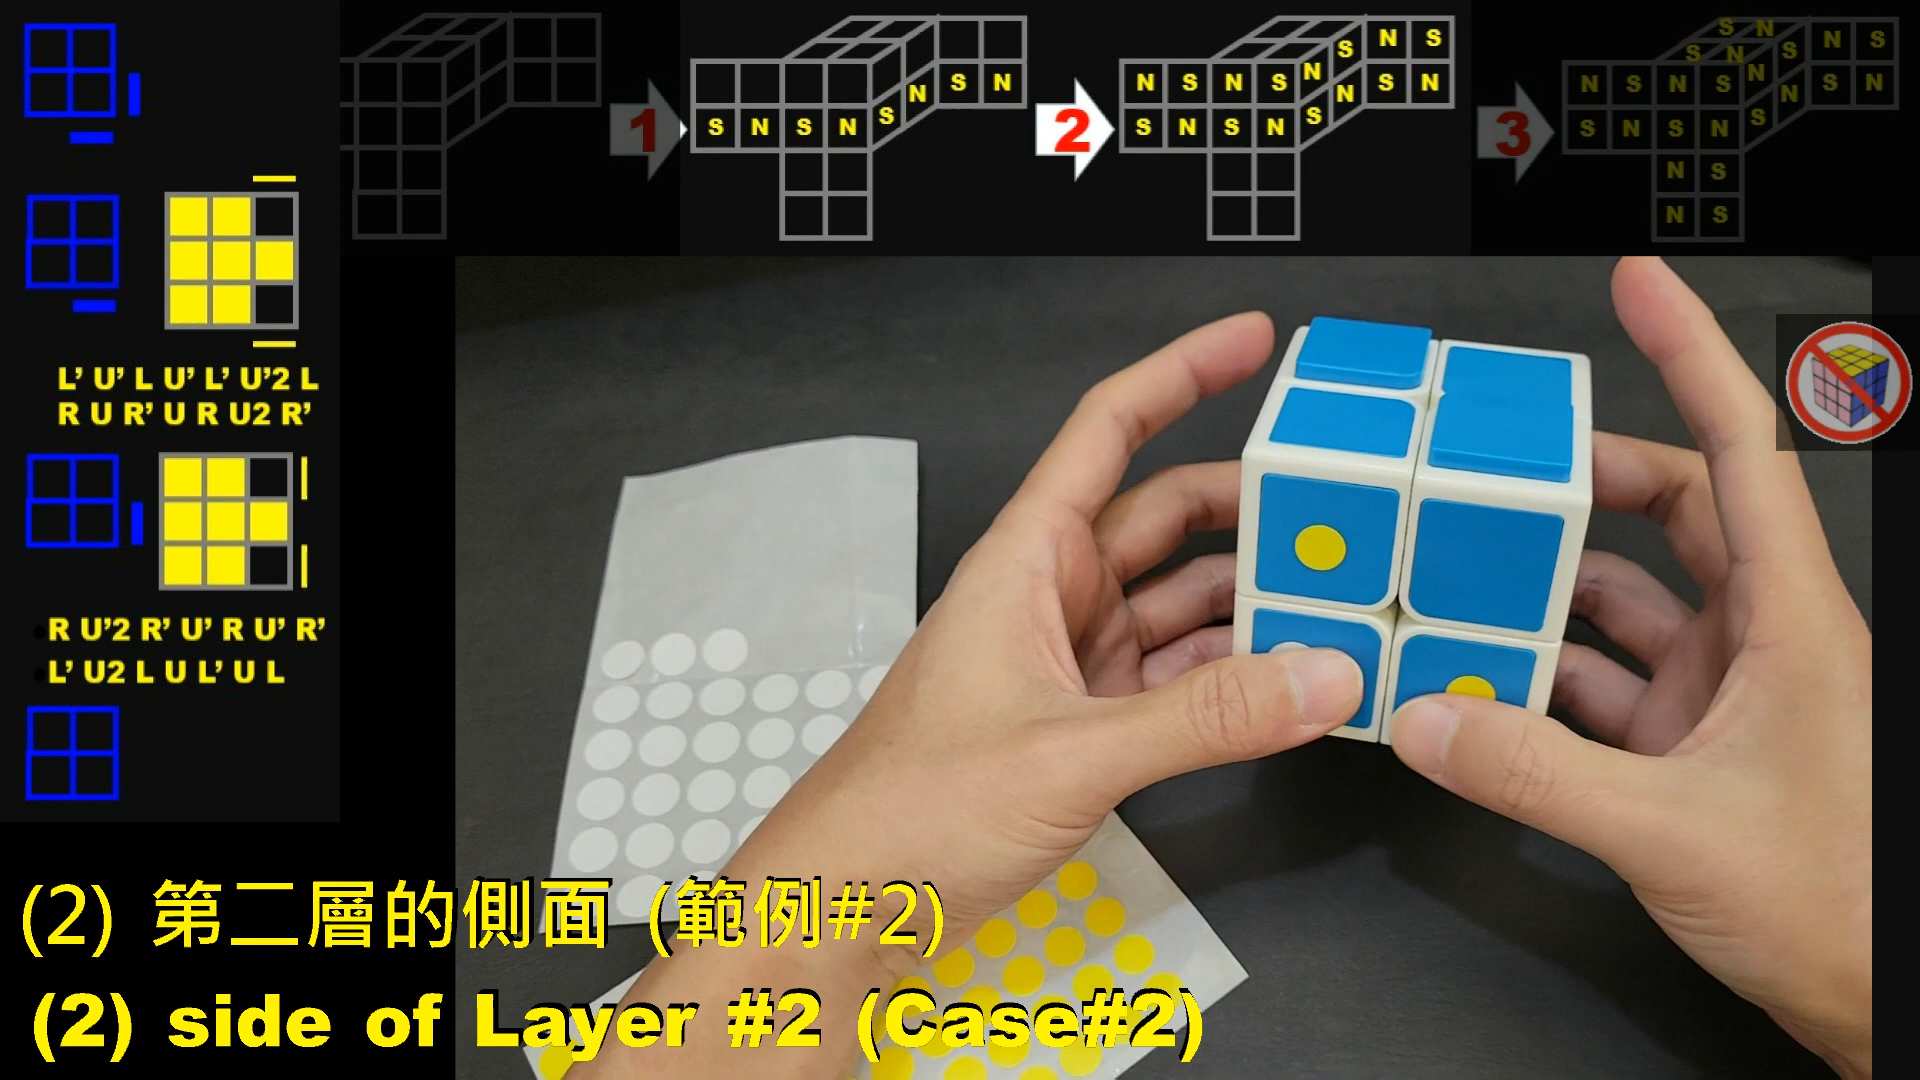 1
S N S N S N S N
2
N S N S N S N S
S N S N S N S N
3
S N
S N S N S
N S N S N N S N
S N S N S
N S
N S
L’ U’ L U’ L’ U’2 L
R U R’ U R U2 R’
R U’2 R’ U’ R U’ R’
L’ U2 L U L’ U L
(2) 第二層的側面 (範例#2)
(2) side of Layer #2 (Case#2)